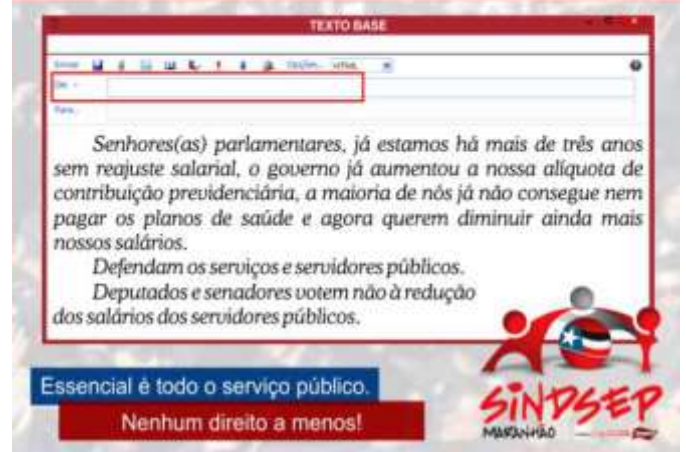 TEXTO BASE
De:
Para..
Senhores(as) parlamentares, já estamos há mais de três anos
sem reajuste salarial, o governo já aumentou a nossa alíquota de
contribuição previdenciária, a maioria de nós já não consegue nem
pagar os planos de saúde e agora querem diminuir ainda mais
nossos salários.
Defendam os serviços e servidores públicos.
Deputados e senadores votem não à redução
dos salários dos servidores públicos.
Essencial é todo o serviço público.
Nenhum direito a menos!
SINDSEP
MARANHÃO